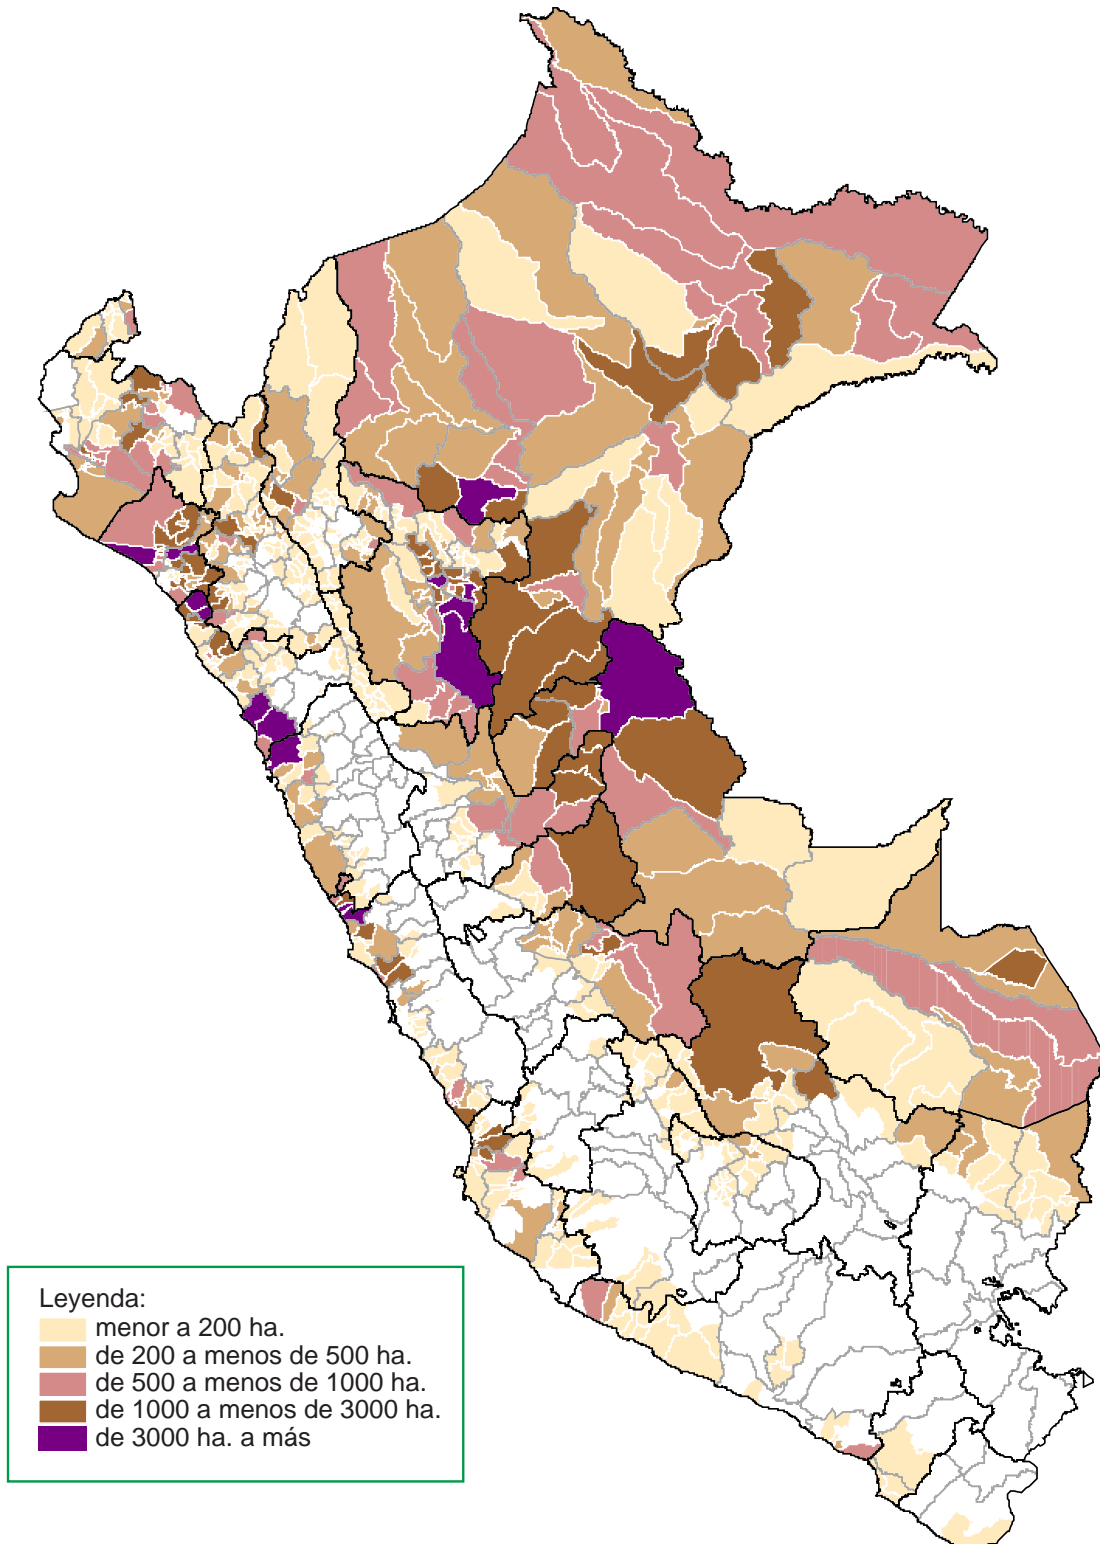 Leyenda:
menor a 200 ha.
de 200 a menos de 500 ha.
de 500 a menos de 1000 ha.
de 1000 a menos de 3000 ha.
de 3000 ha. a más